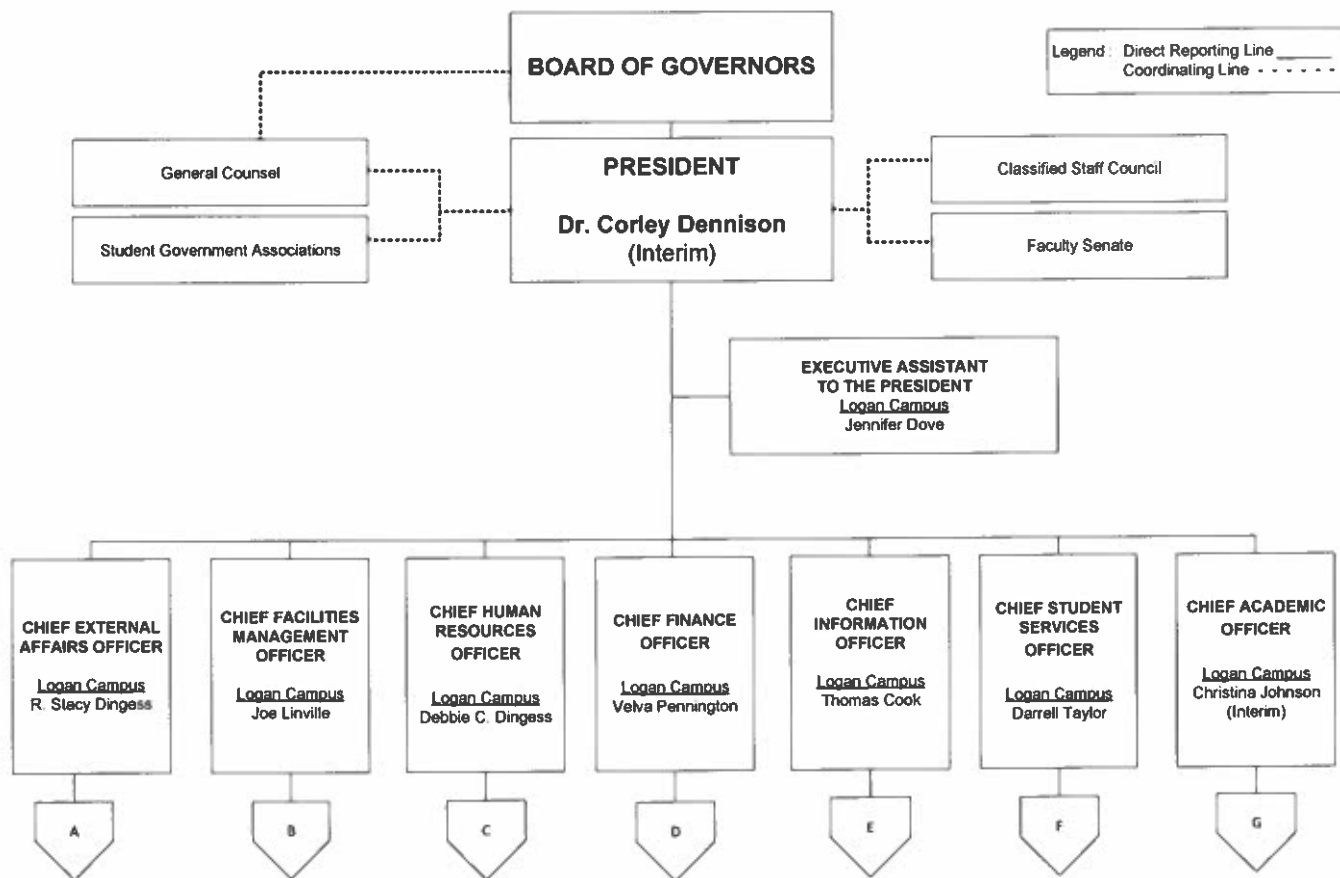 BOARD OF GOVERNORS
Legend : Direct Reporting Line
Coordinating Line
General Counsel
Student Government Associations
PRESIDENT
Dr. Corley Dennison
(Interim)
Classified Staff Council
Faculty Senate
EXECUTIVE ASSISTANT
TO THE PRESIDENT
Logan Campus
Jennifer Dove
CHIEF EXTERNAL
AFFAIRS OFFICER
Logan Campus
R. Stacy Dingess
CHIEF FACILITIES
MANAGEMENT
OFFICER
Logan Campus
Joe Linville
CHIEF HUMAN
RESOURCES
OFFICER
Logan Campus
Debbie C. Dingess
CHIEF FINANCE
OFFICER
Logan Campus
Velva Pennington
CHIEF
INFORMATION
OFFICER
Logan Campus
Thomas Cook
CHIEF STUDENT
SERVICES
OFFICER
Logan Campus
Darrell Taylor
CHIEF ACADEMIC
OFFICER
Logan Campus
Christina Johnson
(Interim)
A
B
C
D
E
F
G